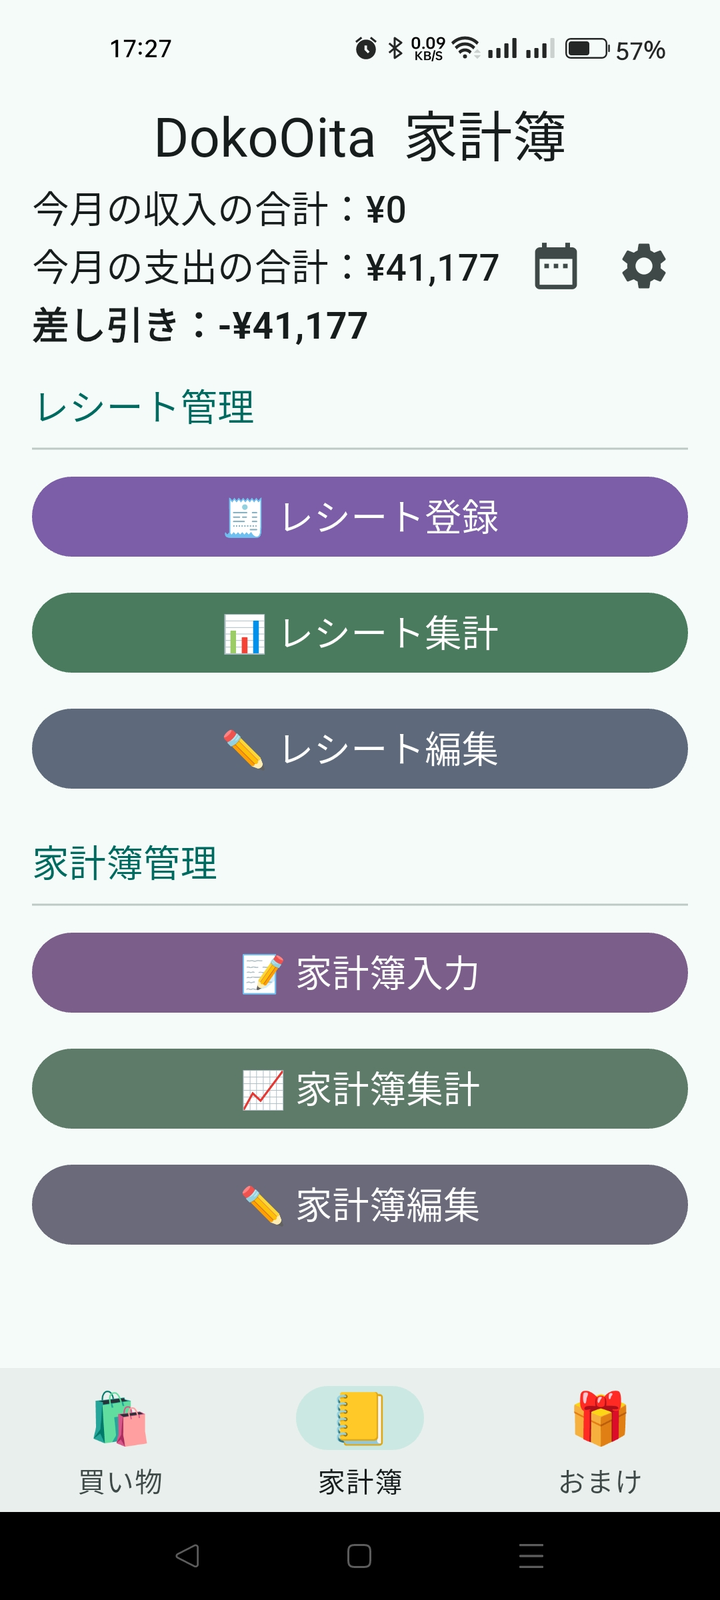 17:27 0.09 KB/S 57%
DokoOita 家計簿
今月の収入の合計：¥0
今月の支出の合計：¥41,177
差し引き：-¥41,177
レシート管理
レシート登録
レシート集計
レシート編集
家計簿管理
家計簿入力
家計簿集計
家計簿編集
買い物 家計簿 おまけ